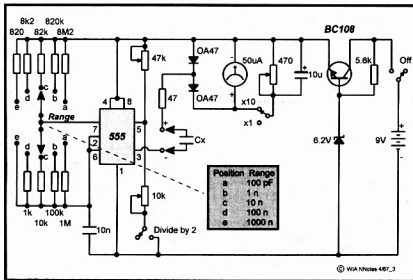 8k2 820k
820 82k 8M2
BC108
47k
OA47
50uA
470
10u
5.6k
Off
47
OA47
x10
x1
e d c b a
Range
4 8
7 555 5
2
6 3
1
Cx
6.2V
9V
e d c b a
1k 100k
10k 1M
10n
10k
Divide by 2
Position Range
a 100 pF
b 1 n
c 10 n
d 100 n
e 1000 n
© WIA NNotes 4/87_3